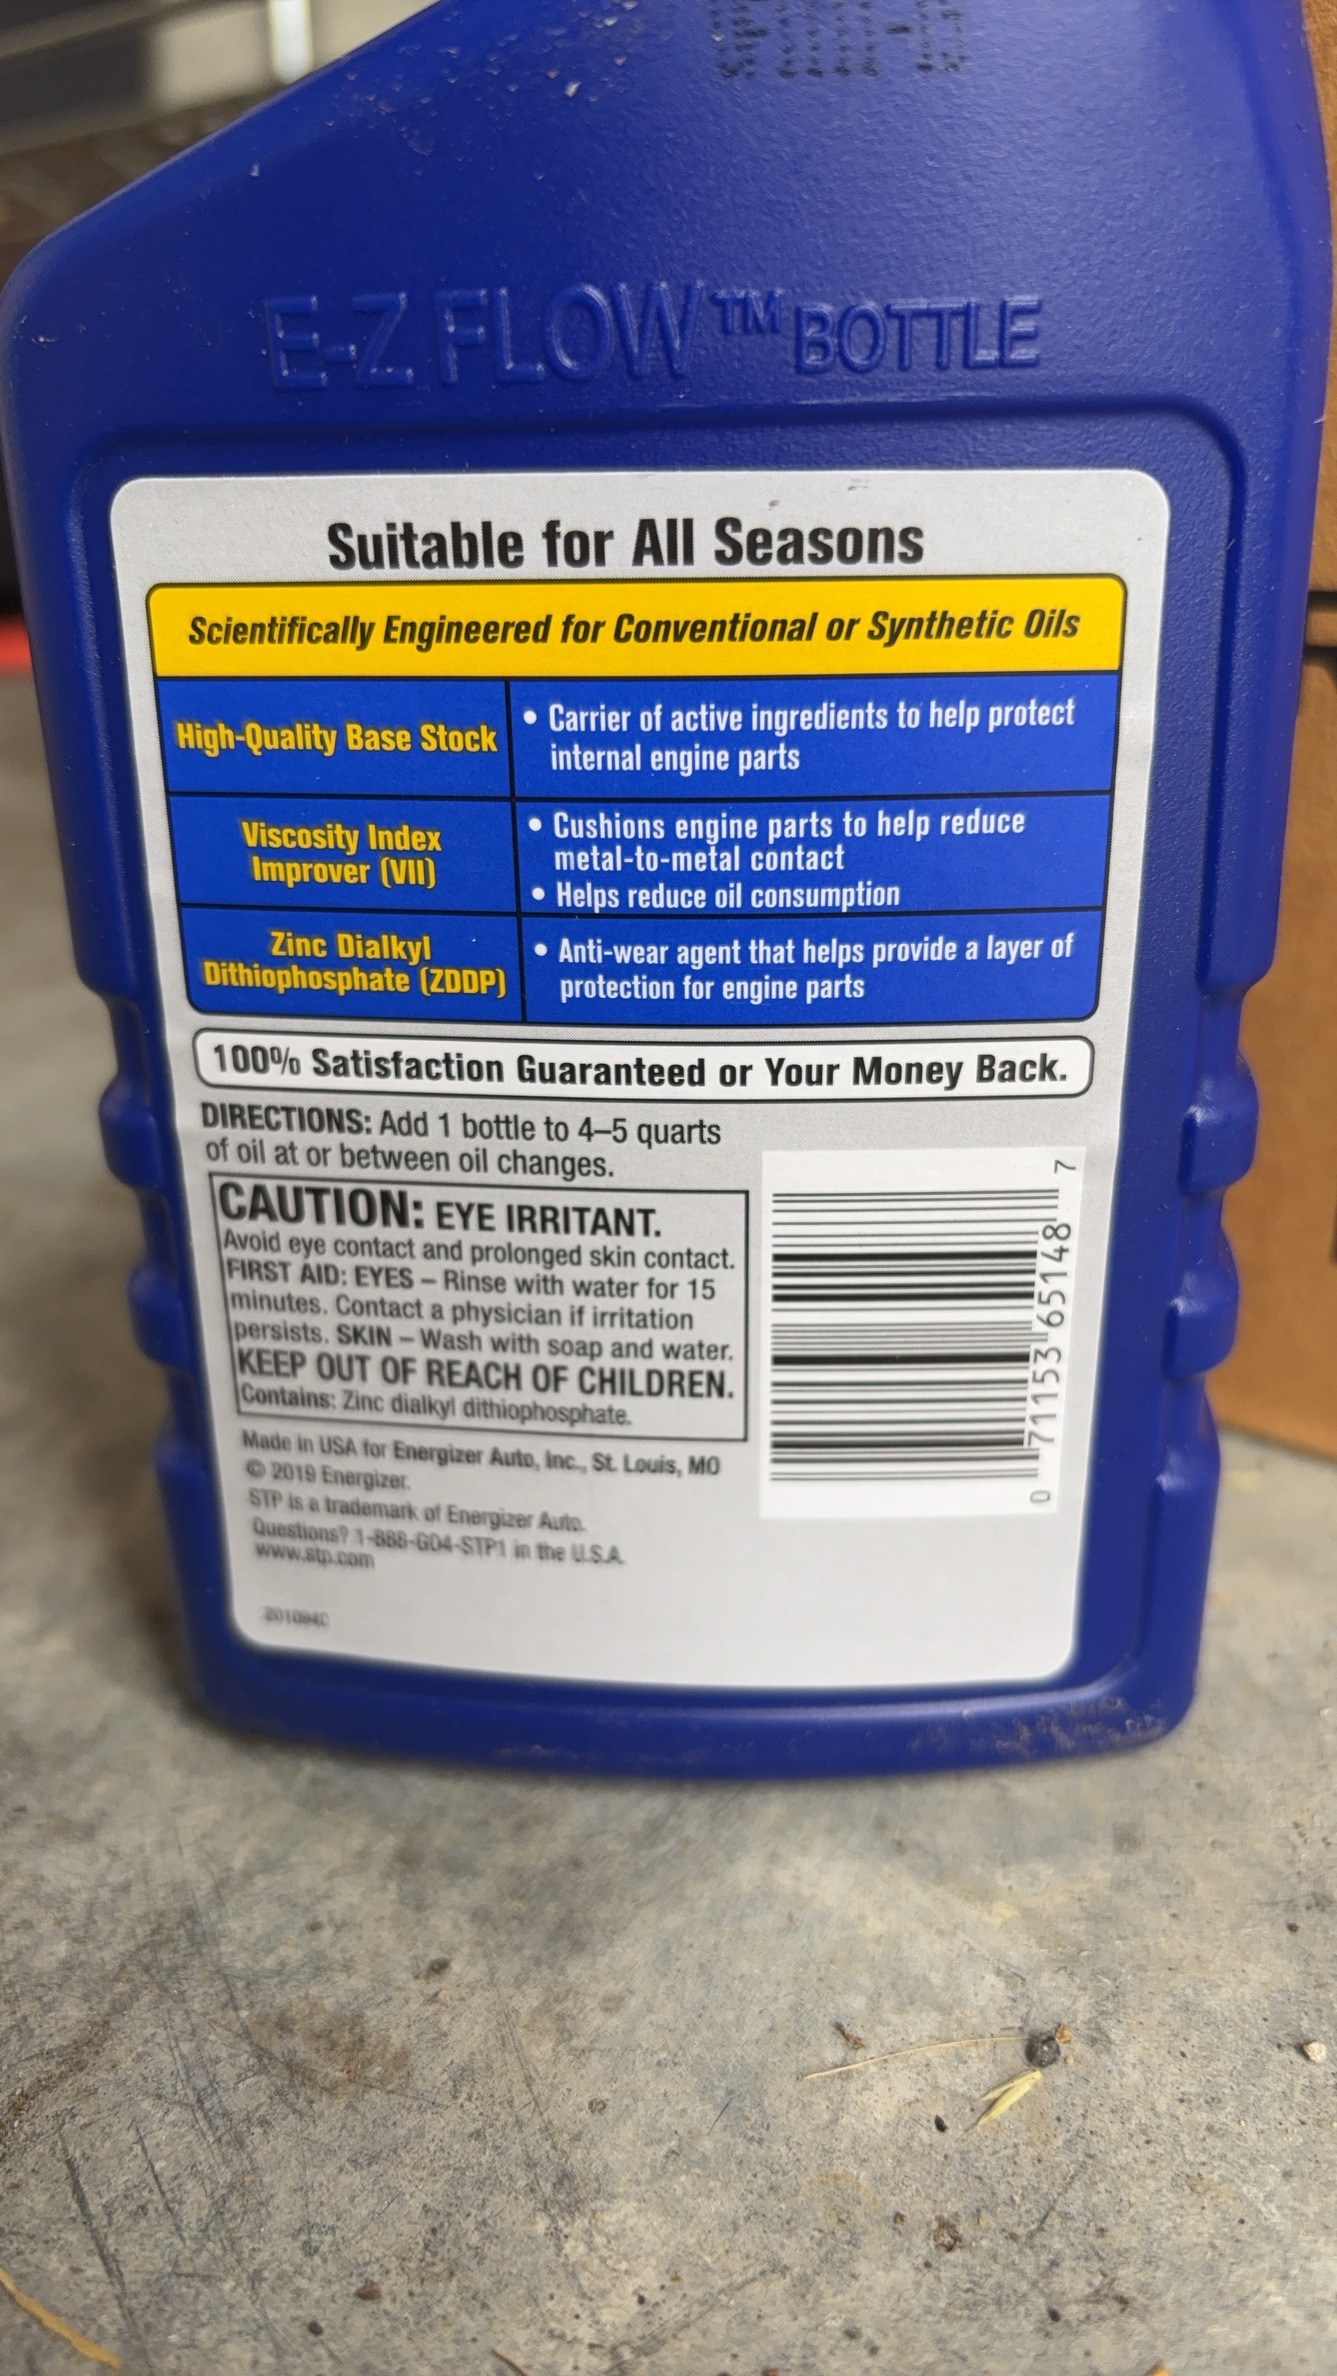 E-Z FLOW™ BOTTLE
Suitable for All Seasons
Scientifically Engineered for Conventional or Synthetic Oils
High-Quality Base Stock
• Carrier of active ingredients to help protect
internal engine parts
Viscosity Index
Improver (VII)
• Cushions engine parts to help reduce
metal-to-metal contact
• Helps reduce oil consumption
Zinc Dialkyl
Dithiophosphate (ZDDP)
• Anti-wear agent that helps provide a layer of
protection for engine parts
100% Satisfaction Guaranteed or Your Money Back.
DIRECTIONS: Add 1 bottle to 4–5 quarts
of oil at or between oil changes.
CAUTION: EYE IRRITANT.
Avoid eye contact and prolonged skin contact.
FIRST AID: EYES – Rinse with water for 15
minutes. Contact a physician if irritation
persists. SKIN – Wash with soap and water.
KEEP OUT OF REACH OF CHILDREN.
Contains: Zinc dialkyl dithiophosphate.
Made in USA for Energizer Auto, Inc., St. Louis, MO
© 2019 Energizer.
STP is a trademark of Energizer Auto.
Questions? 1-888-GO4-STP1 in the U.S.A.
www.stp.com
0 71153 65148 7